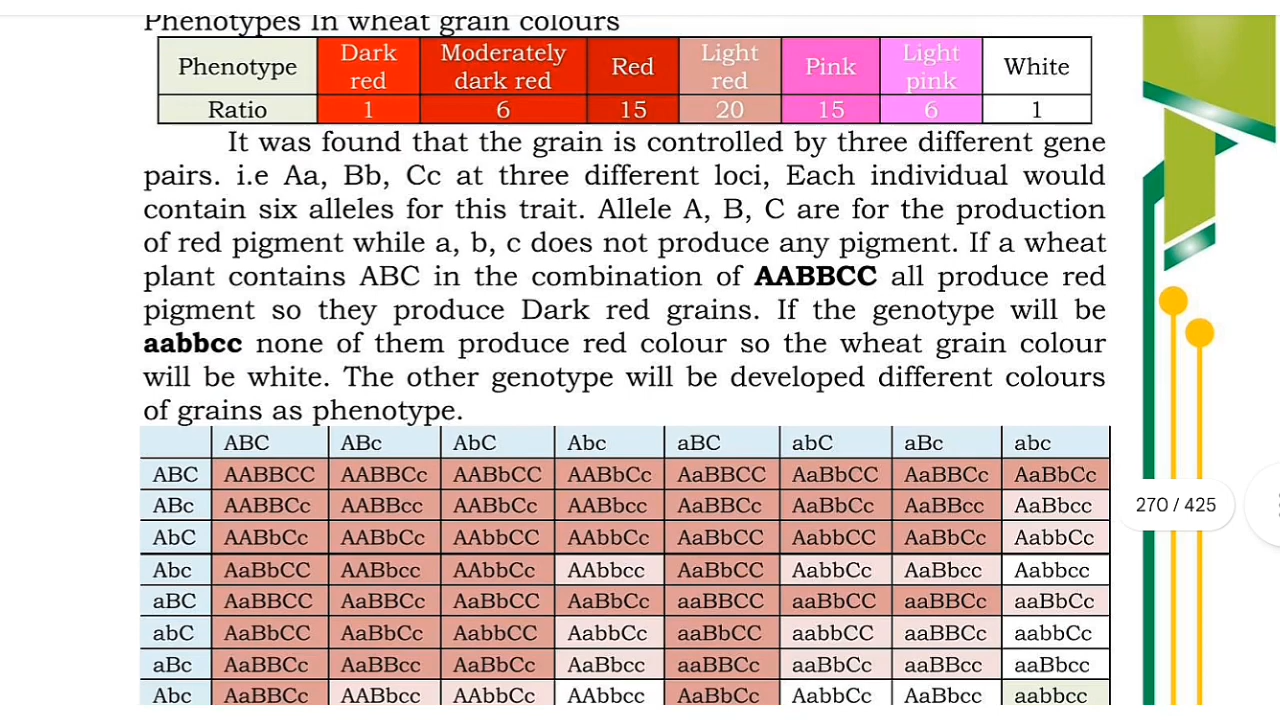 Phenotypes In wheat grain colours
Phenotype Dark red Moderately dark red Red Light red Pink Light pink White
Ratio 1 6 15 20 15 6 1
It was found that the grain is controlled by three different gene
pairs. i.e Aa, Bb, Cc at three different loci, Each individual would
contain six alleles for this trait. Allele A, B, C are for the production
of red pigment while a, b, c does not produce any pigment. If a wheat
plant contains ABC in the combination of AABBCC all produce red
pigment so they produce Dark red grains. If the genotype will be
aabbcc none of them produce red colour so the wheat grain colour
will be white. The other genotype will be developed different colours
of grains as phenotype.
ABC ABc AbC Abc aBC abC aBc abc
ABC AABBCC AABBCc AABbCC AABbCc AaBBCC AaBbCC AaBBCc AaBbCc
ABc AABBCc AABBcc AABbCc AABbcc AaBBCc AaBbCc AaBBcc AaBbcc
AbC AABbCc AABbCc AAbbCC AAbbCc AaBbCC AabbCC AaBbCc AabbCc
Abc AaBbCC AABbcc AAbbCc AAbbcc AaBbCC AabbCc AaBbcc Aabbcc
aBC AaBBCC AaBBCc AaBbCC AaBbCc aaBBCC aaBbCC aaBBCc aaBbCc
abC AaBbCC AaBbCc AabbCC AabbCc aaBbCC aabbCC aaBBCc aabbCc
aBc AaBBCc AaBBcc AaBbCc AaBbcc aaBBCc aaBbCc aaBBcc aaBbcc
Abc AaBBCc AABbcc AAbbCc AAbbcc AaBbCc AabbCc AaBbcc aabbcc
270 / 425